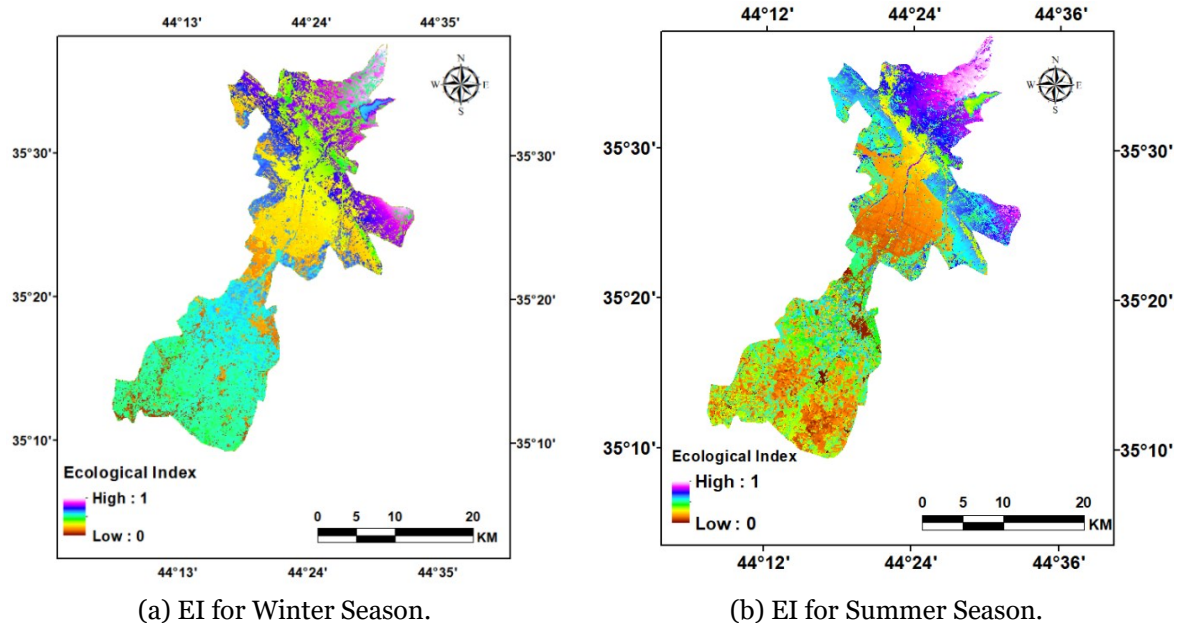 44°13' 44°24' 44°35'
N
W E
S
35°30' 35°30'
35°20' 35°20'
35°10' 35°10'
Ecological Index
High : 1
Low : 0
0 5 10 20
KM
44°13' 44°24' 44°35'
(a) EI for Winter Season.
44°12' 44°24' 44°36'
N
W E
S
35°30' 35°30'
35°20' 35°20'
35°10' 35°10'
Ecological Index
High : 1
Low : 0
0 5 10 20
KM
44°12' 44°24' 44°36'
(b) EI for Summer Season.